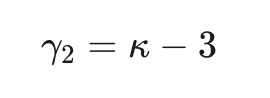 γ₂ = κ − 3